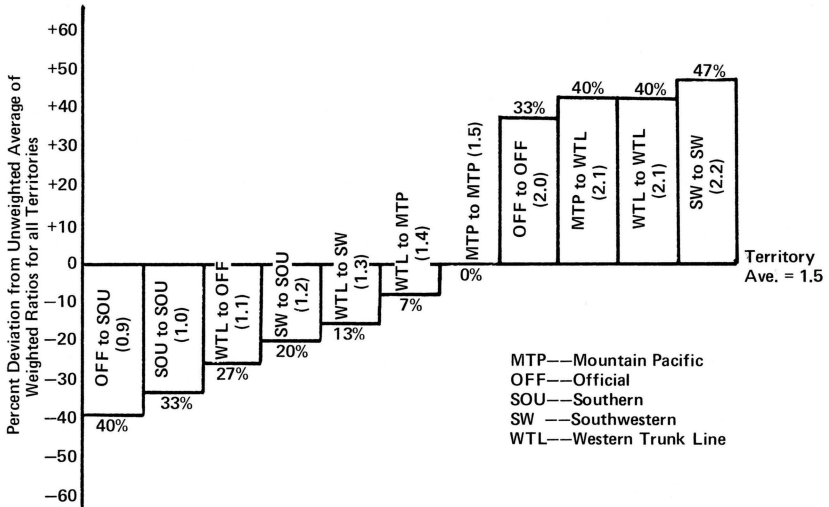 Percent Deviation from Unweighted Average of
Weighted Ratios for all Territories
+60
+50
+40
+30
+20
+10
0
−10
−20
−30
−40
−50
−60
OFF to SOU
(0.9)
40%
SOU to SOU
(1.0)
33%
WTL to OFF
(1.1)
27%
SW to SOU
(1.2)
20%
WTL to SW
(1.3)
13%
WTL to MTP
(1.4)
7%
MTP to MTP (1.5)
0%
33%
OFF to OFF
(2.0)
40%
MTP to WTL
(2.1)
40%
WTL to WTL
(2.1)
47%
SW to SW
(2.2)
Territory
Ave. = 1.5
MTP––Mountain Pacific
OFF––Official
SOU––Southern
SW ––Southwestern
WTL––Western Trunk Line